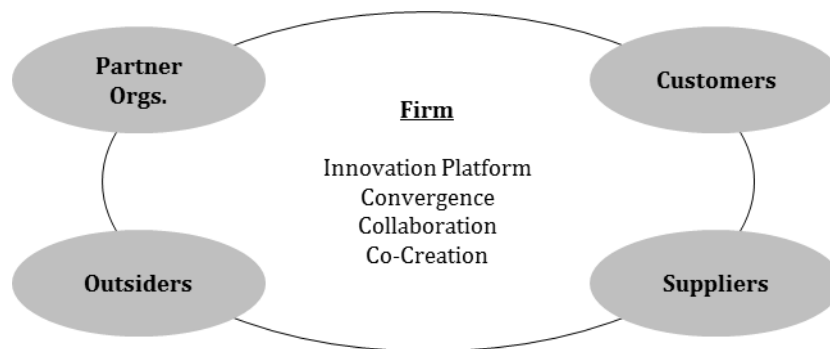 Partner
Orgs.
Customers
Firm
Innovation Platform
Convergence
Collaboration
Co-Creation
Outsiders
Suppliers